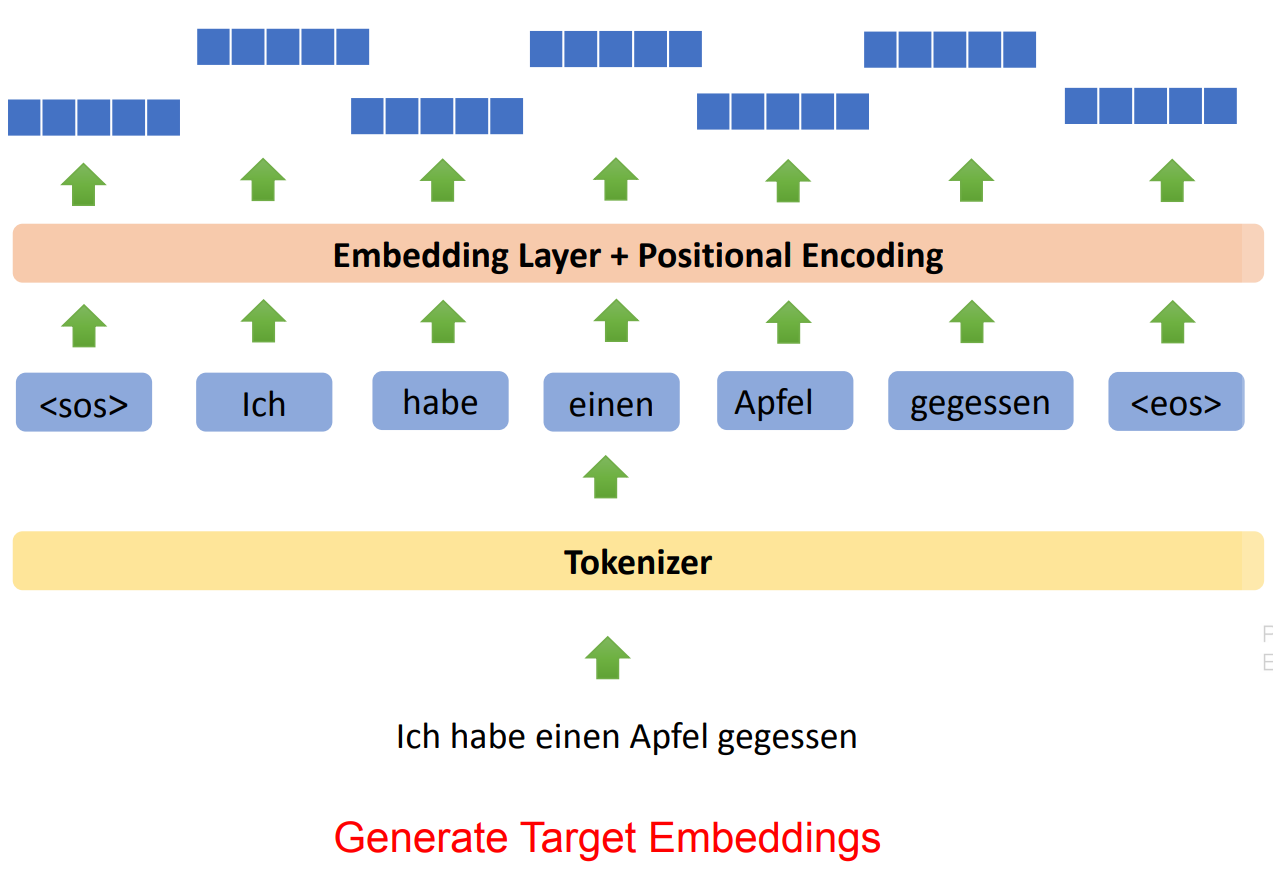 Embedding Layer + Positional Encoding
<sos> Ich habe einen Apfel gegessen <eos>
Tokenizer
F
E
Ich habe einen Apfel gegessen
Generate Target Embeddings